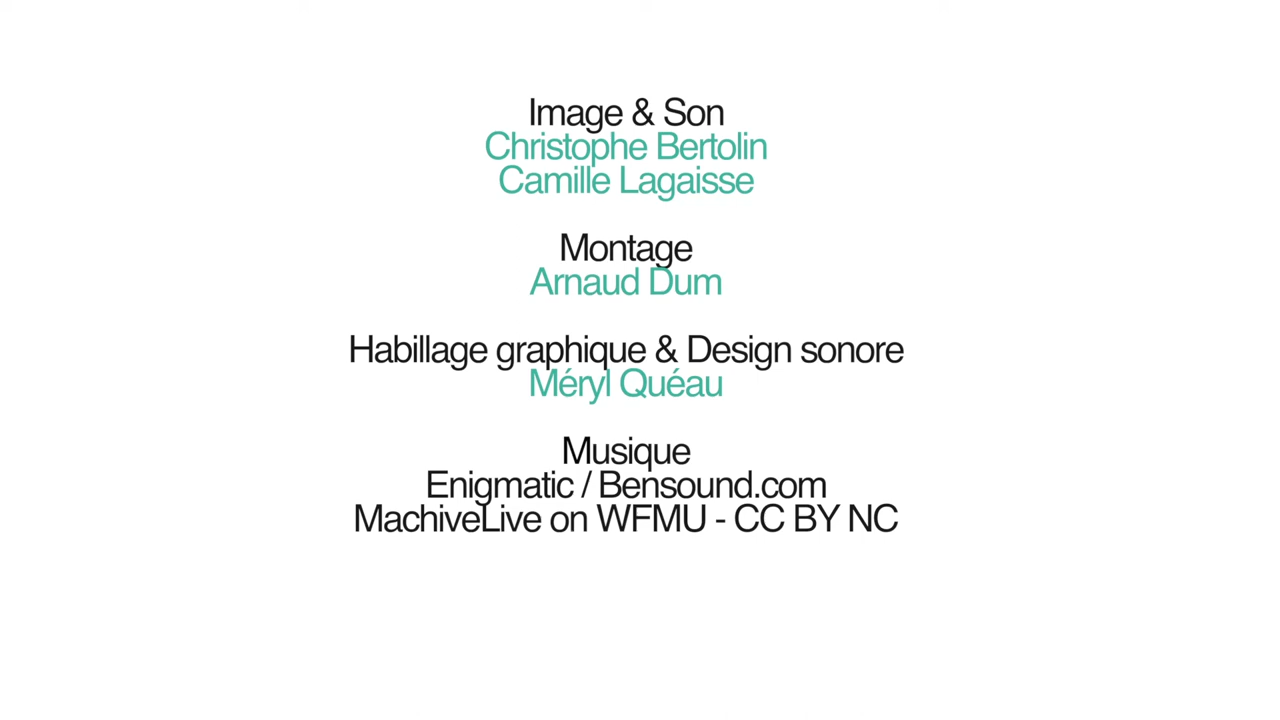 Image & Son
Christophe Bertolin
Camille Lagaisse
Montage
Arnaud Dum
Habillage graphique & Design sonore
Méryl Quéau
Musique
Enigmatic / Bensound.com
MachiveLive on WFMU - CC BY NC